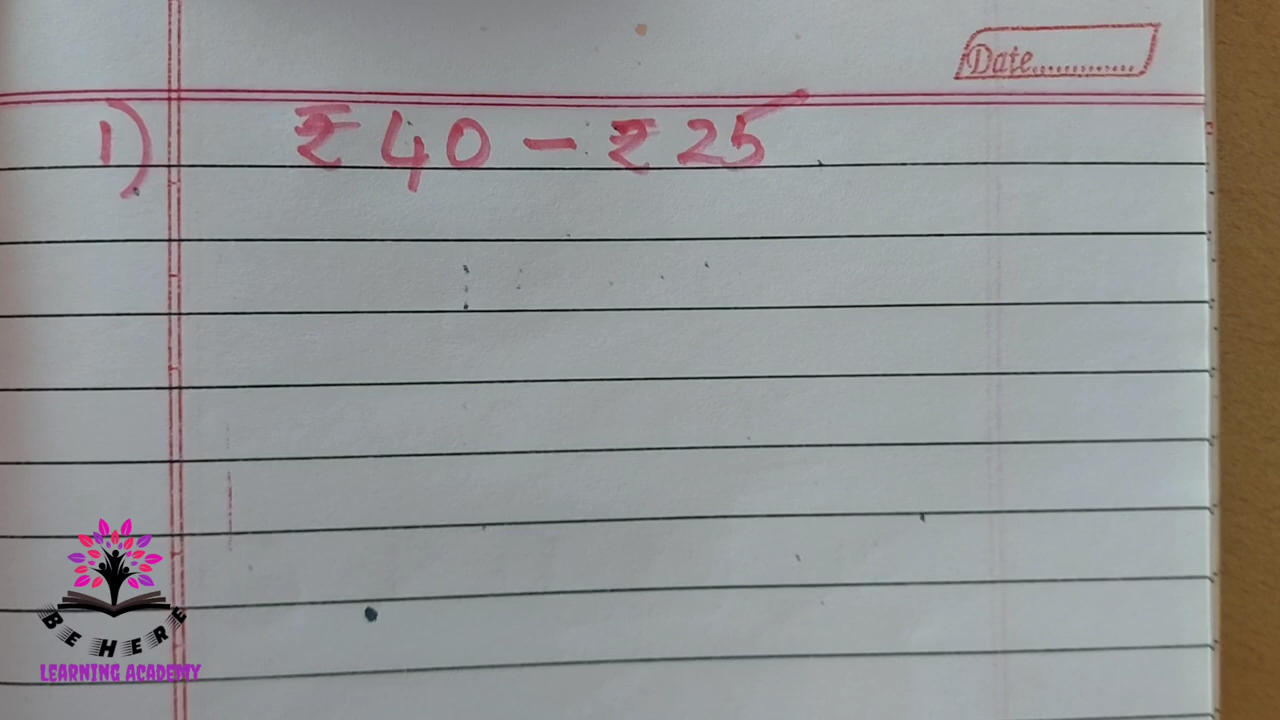 Date..............
1) ₹ 40 - ₹ 25
BE HERE
LEARNING ACADEMY